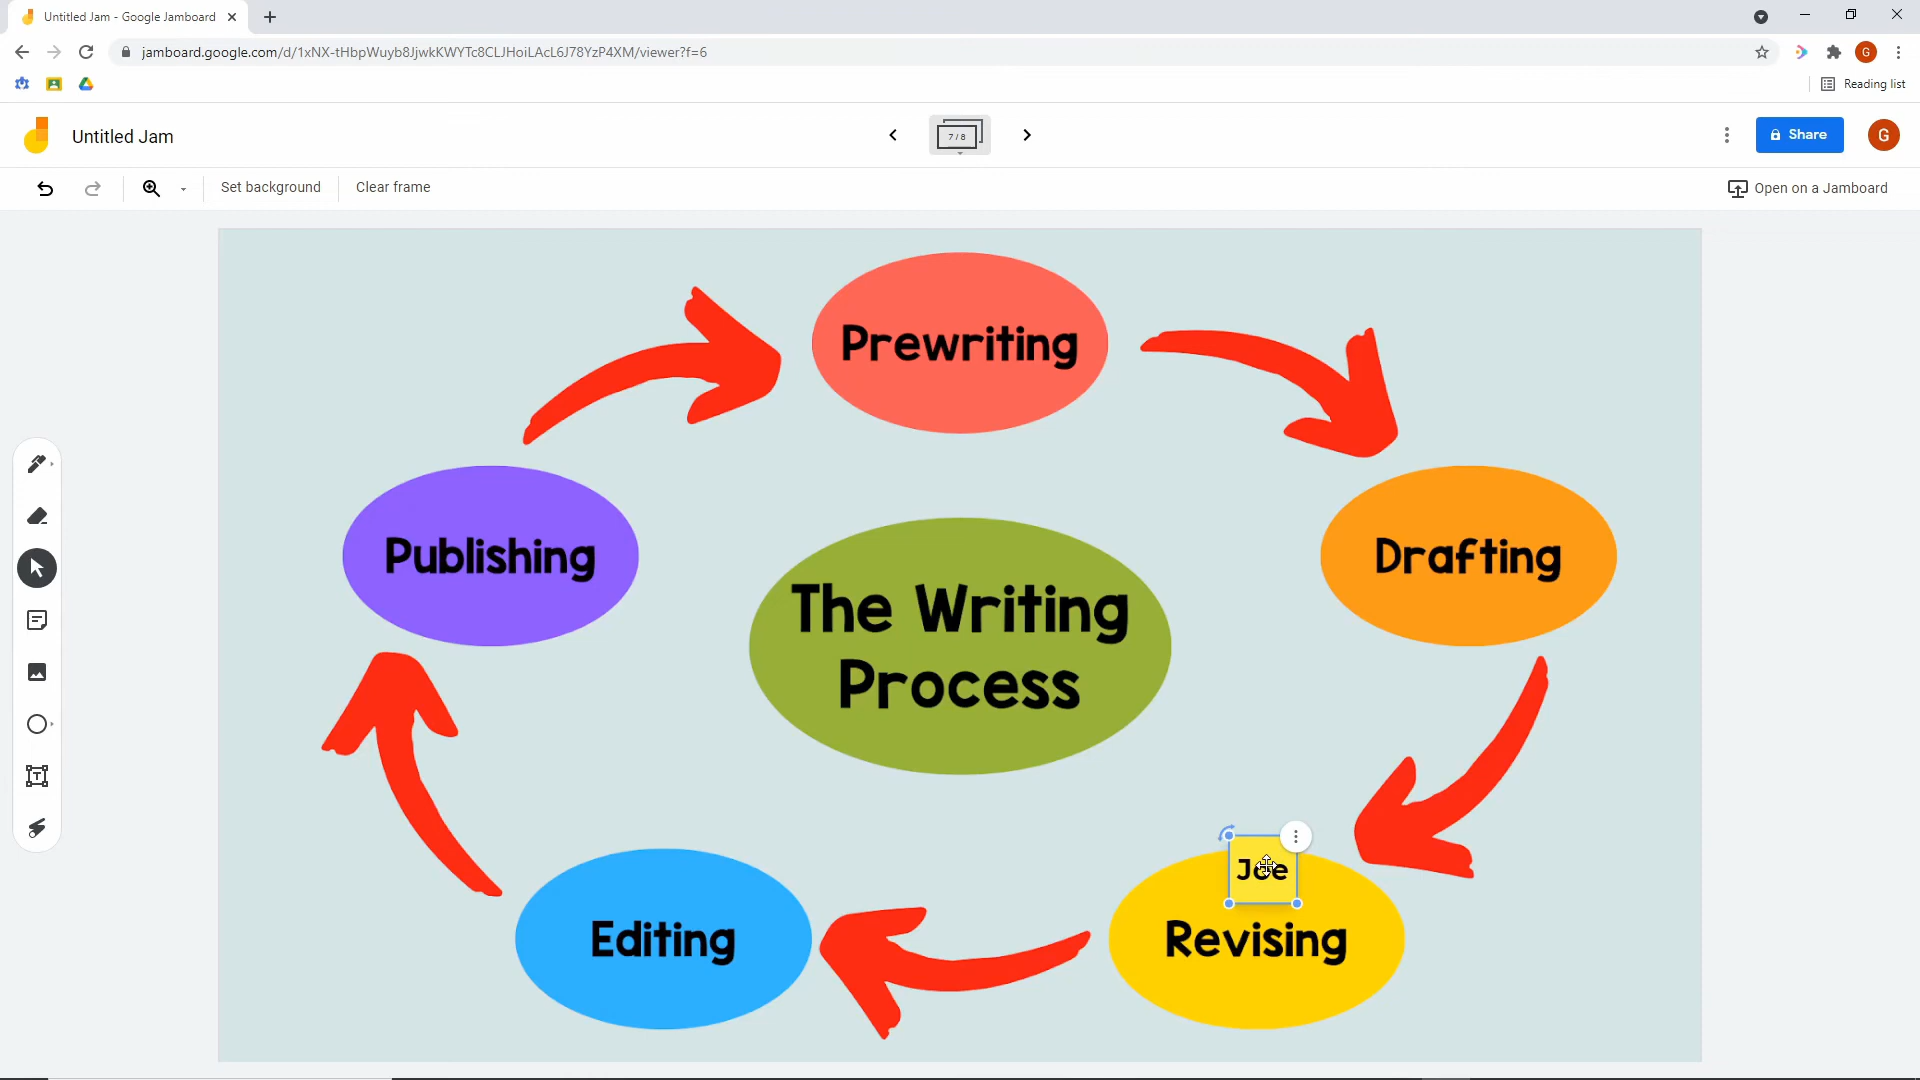 Untitled Jam - Google Jamboard
jamboard.google.com/d/1xNX-tHbpWuyb8JjwkKWYTc8CLJHoiLAcL6J78YzP4XM/viewer?f=6
G
Reading list
Untitled Jam
7 / 8
Share
G
Set background
Clear frame
Open on a Jamboard
Prewriting
Publishing
Drafting
The Writing
Process
Joe
Editing
Revising
T